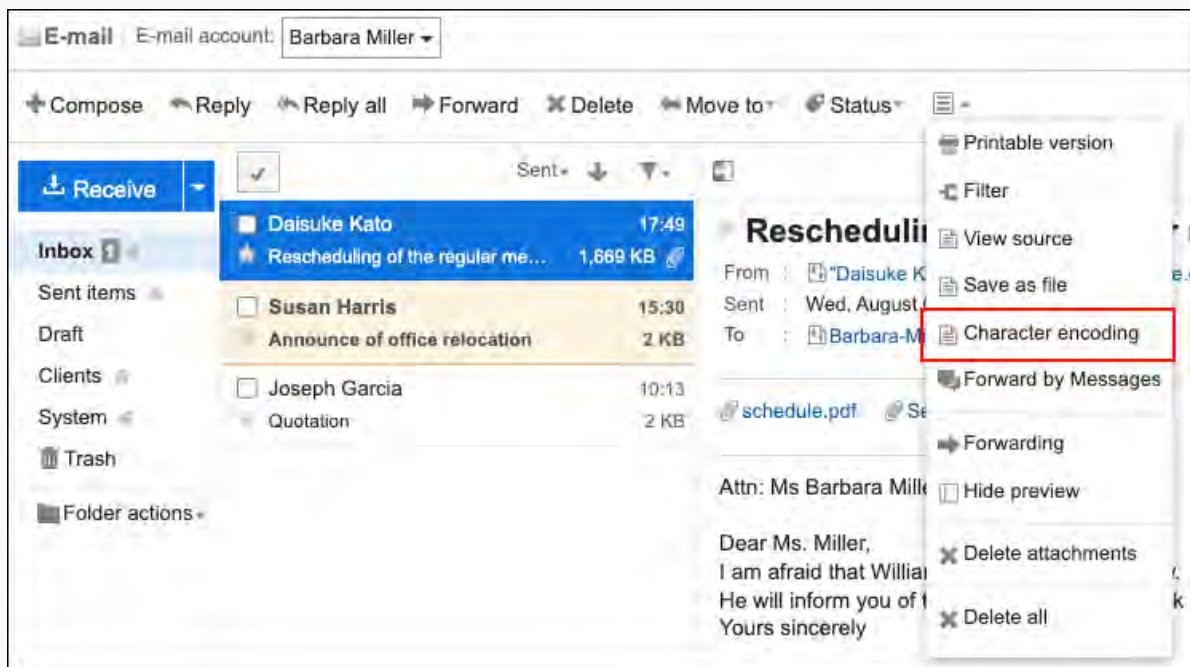 E-mail E-mail account: Barbara Miller
Compose Reply Reply all Forward Delete Move to Status
Receive
Inbox
Sent items
Draft
Clients
System
Trash
Folder actions
Sent
Daisuke Kato 17:49
Rescheduling of the regular me... 1,669 KB
Susan Harris 15:30
Announce of office relocation 2 KB
Joseph Garcia 10:13
Quotation 2 KB
From : "Daisuke K
Sent : Wed, August
To : Barbara-M
schedule.pdf
Attn: Ms Barbara Mille
Dear Ms. Miller,
I am afraid that
He will inform you of
Yours sincerely
Printable version
Filter
View source
Save as file
Character encoding
Forward by Messages
Forwarding
Hide preview
Delete attachments
Delete all